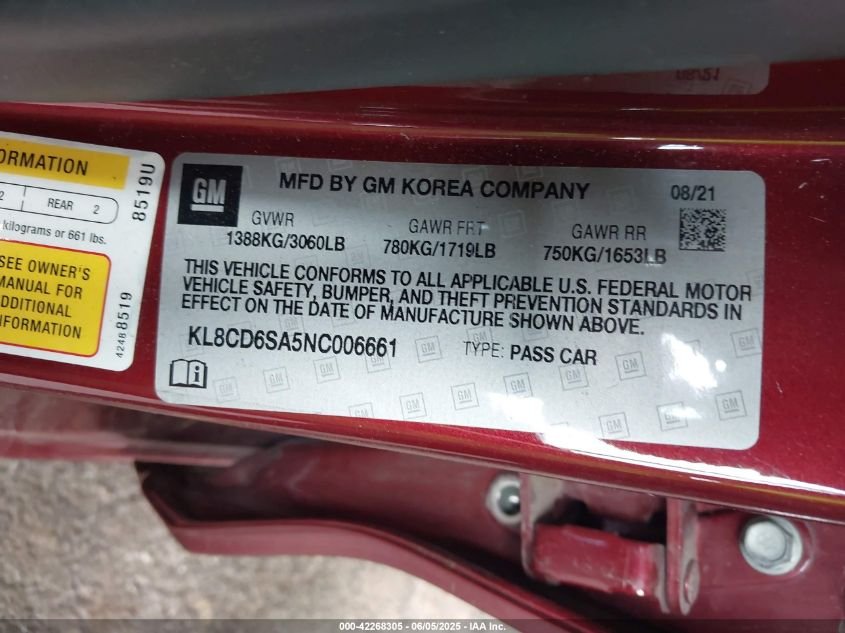 ORMATION
2 REAR 2
kilograms or 661 lbs.
SEE OWNER'S
MANUAL FOR
ADDITIONAL
INFORMATION
8519U
42488519
GM
MFD BY GM KOREA COMPANY
08/21
GVWR
1388KG/3060LB
GAWR FRT
780KG/1719LB
GAWR RR
750KG/1653LB
THIS VEHICLE CONFORMS TO ALL APPLICABLE U.S. FEDERAL MOTOR
VEHICLE SAFETY, BUMPER, AND THEFT PREVENTION STANDARDS IN
EFFECT ON THE DATE OF MANUFACTURE SHOWN ABOVE.
KL8CD6SA5NC006661
TYPE: PASS CAR
000-42268305 - 06/05/2025 - IAA Inc.